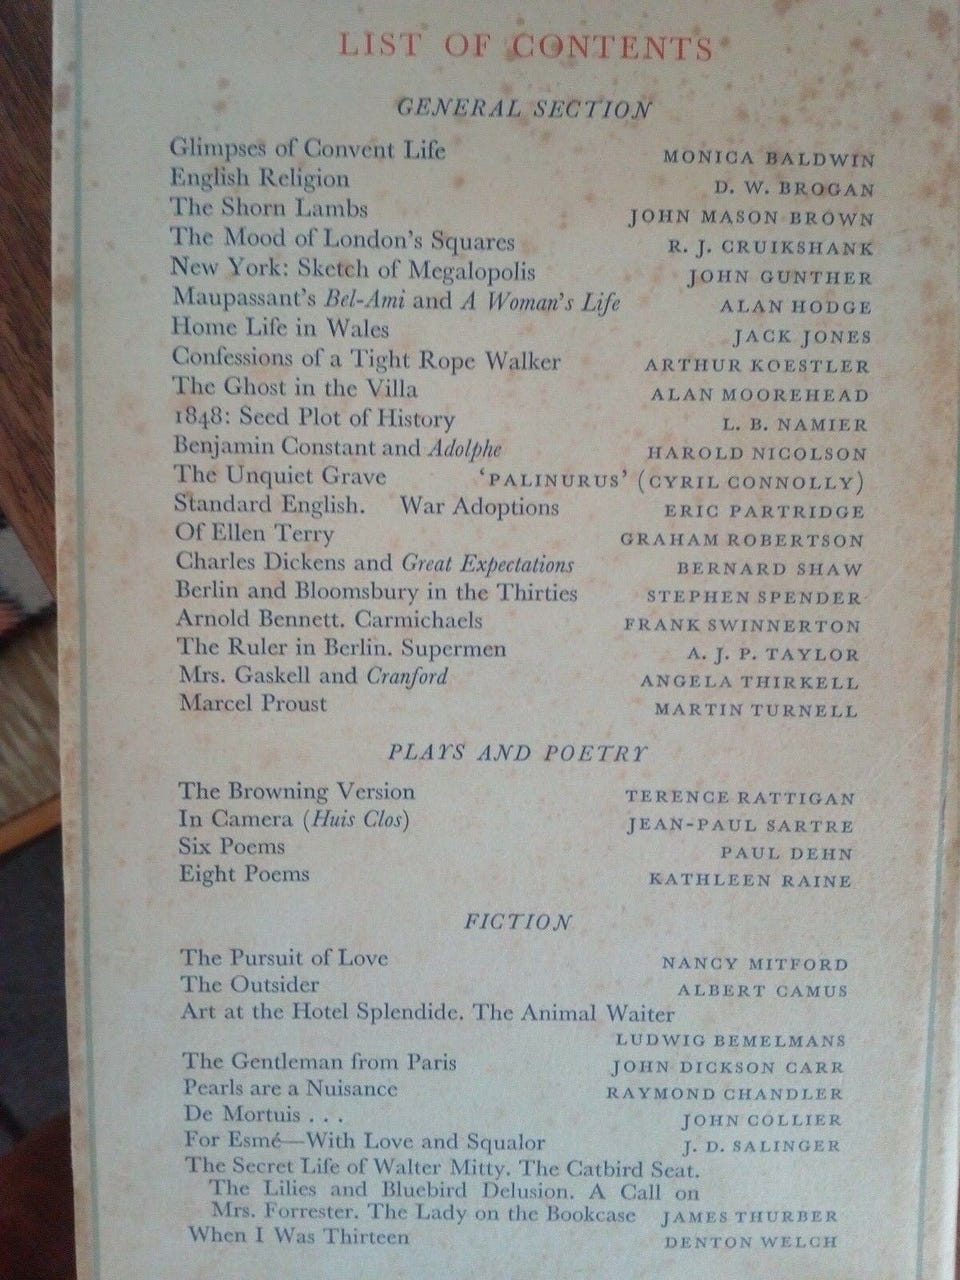 LIST OF CONTENTS
GENERAL SECTION
Glimpses of Convent Life MONICA BALDWIN
English Religion D. W. BROGAN
The Shorn Lambs JOHN MASON BROWN
The Mood of London's Squares R. J. CRUIKSHANK
New York: Sketch of Megalopolis JOHN GUNTHER
Maupassant's Bel-Ami and A Woman's Life ALAN HODGE
Home Life in Wales JACK JONES
Confessions of a Tight Rope Walker ARTHUR KOESTLER
The Ghost in the Villa ALAN MOOREHEAD
1848: Seed Plot of History L. B. NAMIER
Benjamin Constant and Adolphe HAROLD NICOLSON
The Unquiet Grave 'PALINURUS' (CYRIL CONNOLLY)
Standard English. War Adoptions ERIC PARTRIDGE
Of Ellen Terry GRAHAM ROBERTSON
Charles Dickens and Great Expectations BERNARD SHAW
Berlin and Bloomsbury in the Thirties STEPHEN SPENDER
Arnold Bennett. Carmichaels FRANK SWINNERTON
The Ruler in Berlin. Supermen A. J. P. TAYLOR
Mrs. Gaskell and Cranford ANGELA THIRKELL
Marcel Proust MARTIN TURNELL
PLAYS AND POETRY
The Browning Version TERENCE RATTIGAN
In Camera (Huis Clos) JEAN-PAUL SARTRE
Six Poems PAUL DEHN
Eight Poems KATHLEEN RAINE
FICTION
The Pursuit of Love NANCY MITFORD
The Outsider ALBERT CAMUS
Art at the Hotel Splendide. The Animal Waiter
LUDWIG BEMELMANS
The Gentleman from Paris JOHN DICKSON CARR
Pearls are a Nuisance RAYMOND CHANDLER
De Mortuis . . . JOHN COLLIER
For Esmé—With Love and Squalor J. D. SALINGER
The Secret Life of Walter Mitty. The Catbird Seat.
The Lilies and Bluebird Delusion. A Call on
Mrs. Forrester. The Lady on the Bookcase JAMES THURBER
When I Was Thirteen DENTON WELCH